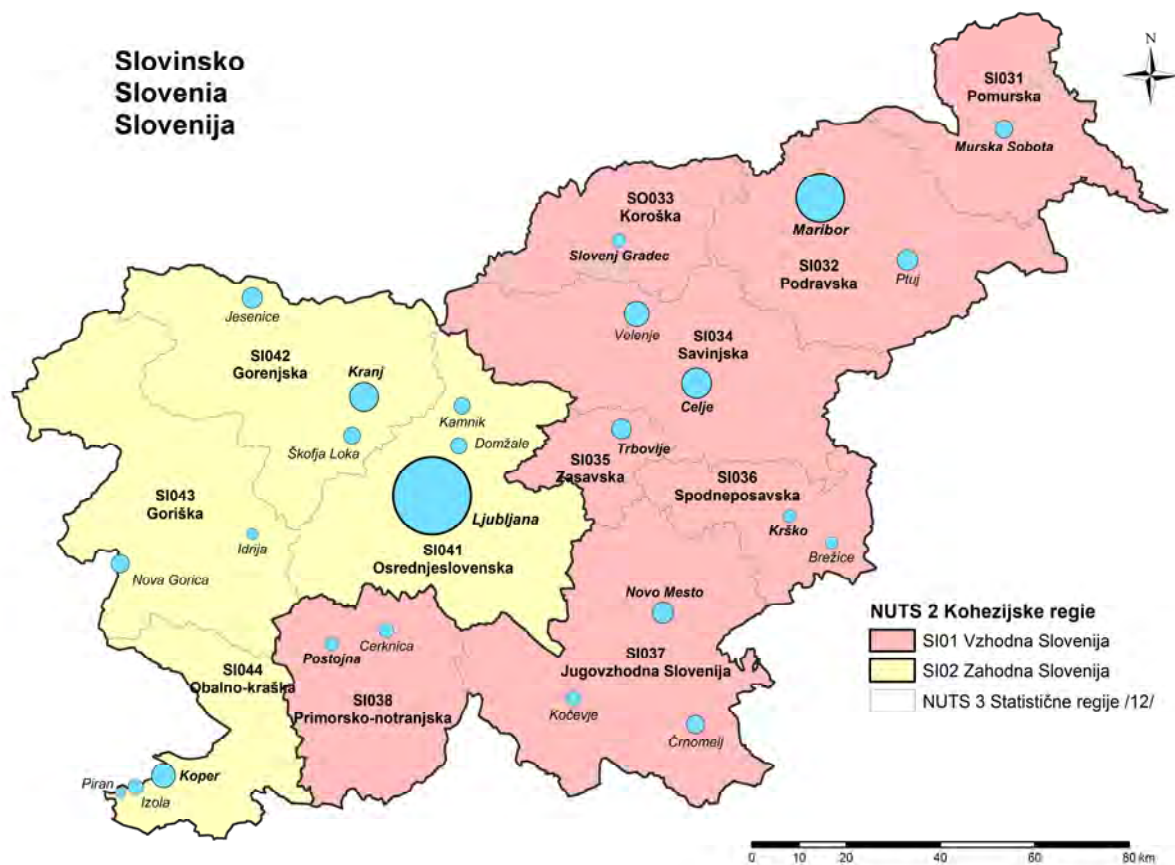 Slovinsko
Slovenia
Slovenija
N
SI031
Pomurska
Murska Sobota
SO033
Koroška
Slovenj Gradec
Maribor
SI032
Podravska
Ptuj
Jesenice
Velenje
SI034
Savinjska
SI042
Gorenjska
Kranj
Celje
Kamnik
Škofja Loka
Domžale
Trbovlje
SI035
Zasavska
SI036
Spodneposavska
SI043
Goriška
Ljubljana
Krško
Idrija
SI041
Osrednjeslovenska
Brežice
Nova Gorica
Novo Mesto
NUTS 2 Kohezijske regie
SI01 Vzhodna Slovenija
SI02 Zahodna Slovenija
NUTS 3 Statistične regije /12/
Postojna
Cerknica
SI044
Obalno-kraška
SI037
Jugovzhodna Slovenija
SI038
Primorsko-notranjska
Kočevje
Črnomelj
Koper
Piran
Izola
0 10 20 40 60 80 km